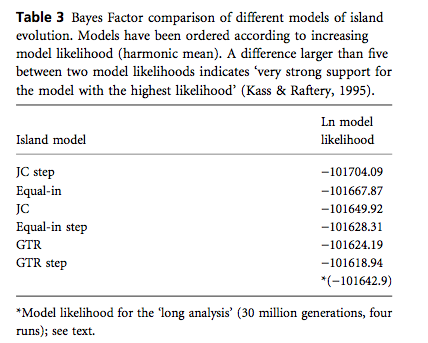 Table 3 Bayes Factor comparison of different models of island
evolution. Models have been ordered according to increasing
model likelihood (harmonic mean). A difference larger than five
between two model likelihoods indicates ‘very strong support for
the model with the highest likelihood’ (Kass & Raftery, 1995).
Ln model
Island model likelihood
JC step −101704.09
Equal-in −101667.87
JC −101649.92
Equal-in step −101628.31
GTR −101624.19
GTR step −101618.94
*(−101642.9)
*Model likelihood for the ‘long analysis’ (30 million generations, four
runs); see text.